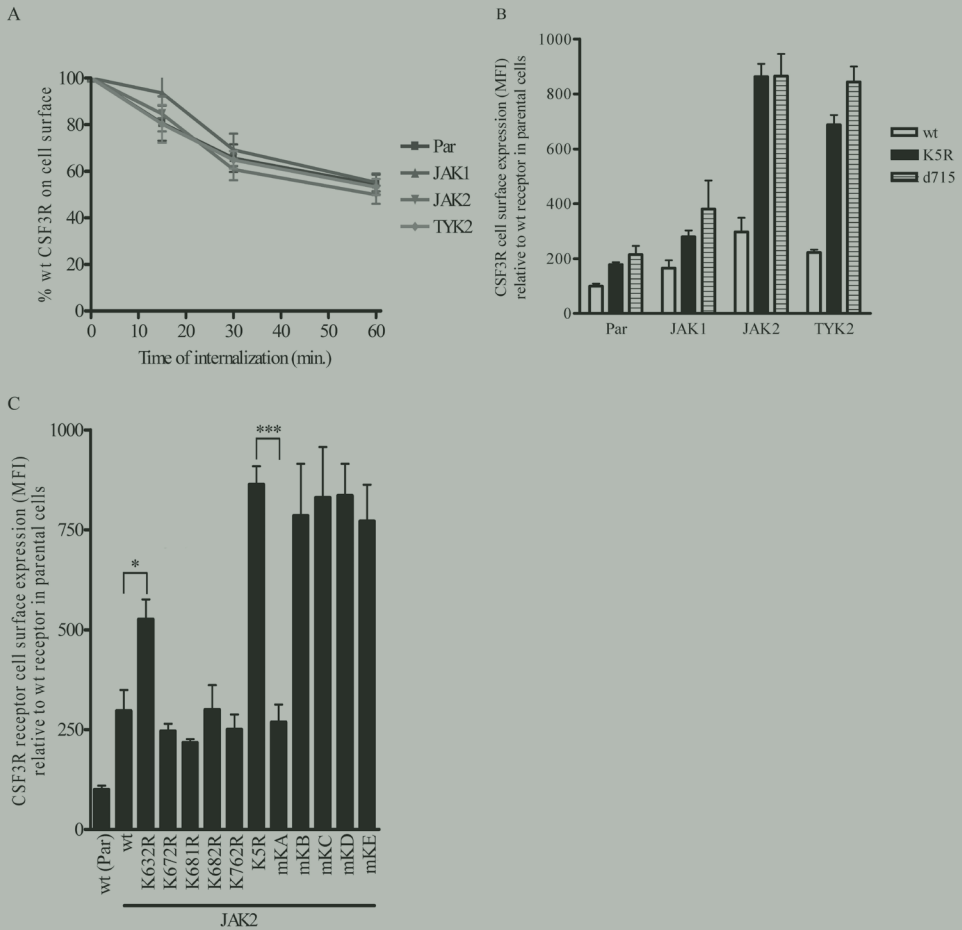 A
% wt CSF3R on cell surface
100
80
60
40
20
0
0 10 20 30 40 50 60
Time of internalization (min.)
Par
JAK1
JAK2
TYK2
B
CSF3R cell surface expression (MFI)
relative to wt receptor in parental cells
1000
800
600
400
200
0
Par JAK1 JAK2 TYK2
wt
K5R
d715
C
CSF3R receptor cell surface expression (MFI)
relative to wt receptor in parental cells
1000
750
500
250
0
*
***
wt (Par)
wt
K632R
K672R
K681R
K682R
K762R
K5R
mKA
mKB
mKC
mKD
mKE
JAK2